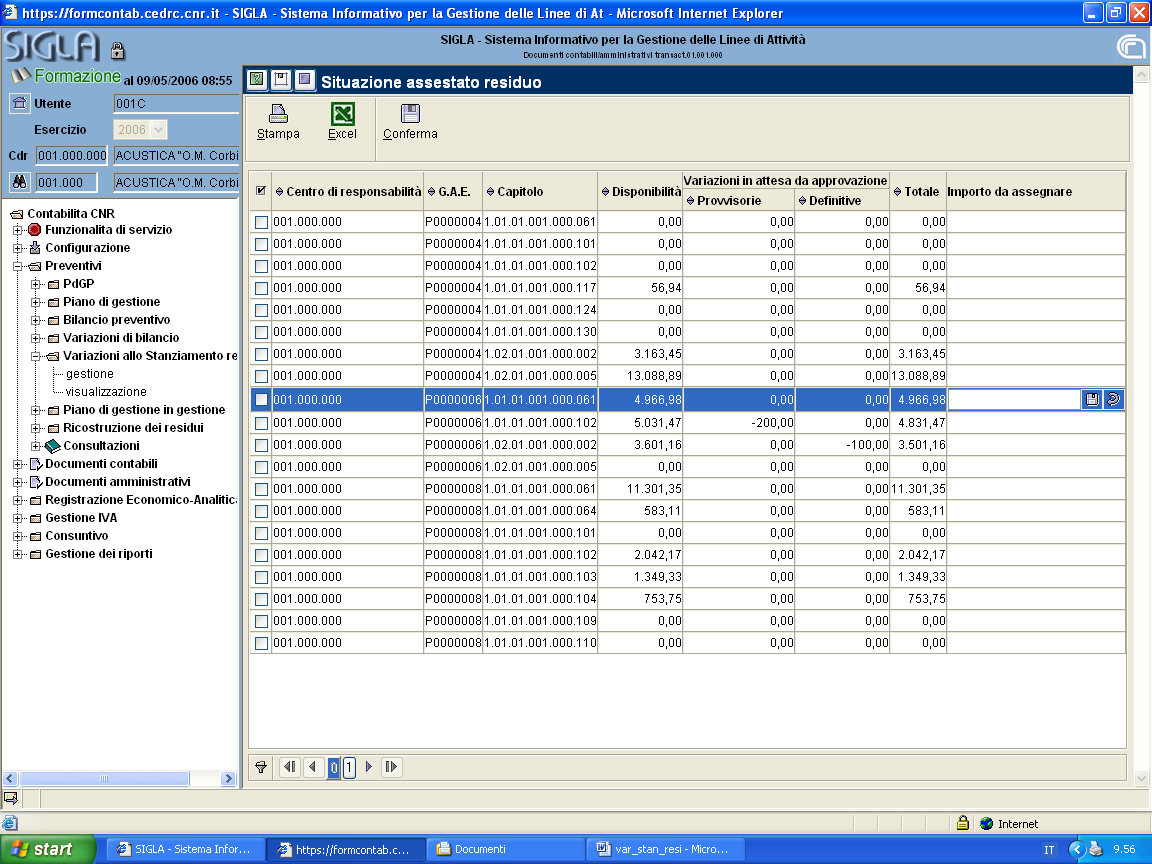 https://formcontab.cedrc.cnr.it - SIGLA - Sistema Informativo per la Gestione delle Linee di At - Microsoft Internet Explorer
SIGLA
SIGLA - Sistema Informativo per la Gestione delle Linee di Attività
Documenti contabili/amministrativi transact.01.001.000
Formazione al 09/05/2006 08:55
Utente 001C
Esercizio 2006
Cdr 001.000.000 ACUSTICA "O.M. Corbi
001.000 ACUSTICA "O.M. Corbi
Contabilita CNR
Funzionalita di servizio
Configurazione
Preventivi
PdGP
Piano di gestione
Bilancio preventivo
Variazioni di bilancio
Variazioni allo Stanziamento re
gestione
visualizzazione
Piano di gestione in gestione
Ricostruzione dei residui
Consultazioni
Documenti contabili
Documenti amministrativi
Registrazione Economico-Analitica
Gestione IVA
Consuntivo
Gestione dei riporti
Situazione assestato residuo
Stampa Excel Conferma
Centro di responsabilità G.A.E. Capitolo Disponibilità Variazioni in attesa da approvazione Totale Importo da assegnare
Provvisorie Definitive
001.000.000 P0000004 1.01.01.001.000.061 0,00 0,00 0,00 0,00
001.000.000 P0000004 1.01.01.001.000.101 0,00 0,00 0,00 0,00
001.000.000 P0000004 1.01.01.001.000.102 0,00 0,00 0,00 0,00
001.000.000 P0000004 1.01.01.001.000.117 56,94 0,00 0,00 56,94
001.000.000 P0000004 1.01.01.001.000.124 0,00 0,00 0,00 0,00
001.000.000 P0000004 1.01.01.001.000.130 0,00 0,00 0,00 0,00
001.000.000 P0000004 1.02.01.001.000.002 3.163,45 0,00 0,00 3.163,45
001.000.000 P0000004 1.02.01.001.000.005 13.088,89 0,00 0,00 13.088,89
001.000.000 P0000006 1.01.01.001.000.061 4.966,98 0,00 0,00 4.966,98
001.000.000 P0000006 1.01.01.001.000.102 5.031,47 -200,00 0,00 4.831,47
001.000.000 P0000006 1.02.01.001.000.002 3.601,16 0,00 -100,00 3.501,16
001.000.000 P0000006 1.02.01.001.000.005 0,00 0,00 0,00 0,00
001.000.000 P0000008 1.01.01.001.000.061 11.301,35 0,00 0,00 11.301,35
001.000.000 P0000008 1.01.01.001.000.064 583,11 0,00 0,00 583,11
001.000.000 P0000008 1.01.01.001.000.101 0,00 0,00 0,00 0,00
001.000.000 P0000008 1.01.01.001.000.102 2.042,17 0,00 0,00 2.042,17
001.000.000 P0000008 1.01.01.001.000.103 1.349,33 0,00 0,00 1.349,33
001.000.000 P0000008 1.01.01.001.000.104 753,75 0,00 0,00 753,75
001.000.000 P0000008 1.01.01.001.000.109 0,00 0,00 0,00 0,00
001.000.000 P0000008 1.01.01.001.000.110 0,00 0,00 0,00 0,00
0 1
Internet
start SIGLA - Sistema Infor... https://formcontab.c... Documenti var_stan_resi - Micro... IT 9.56